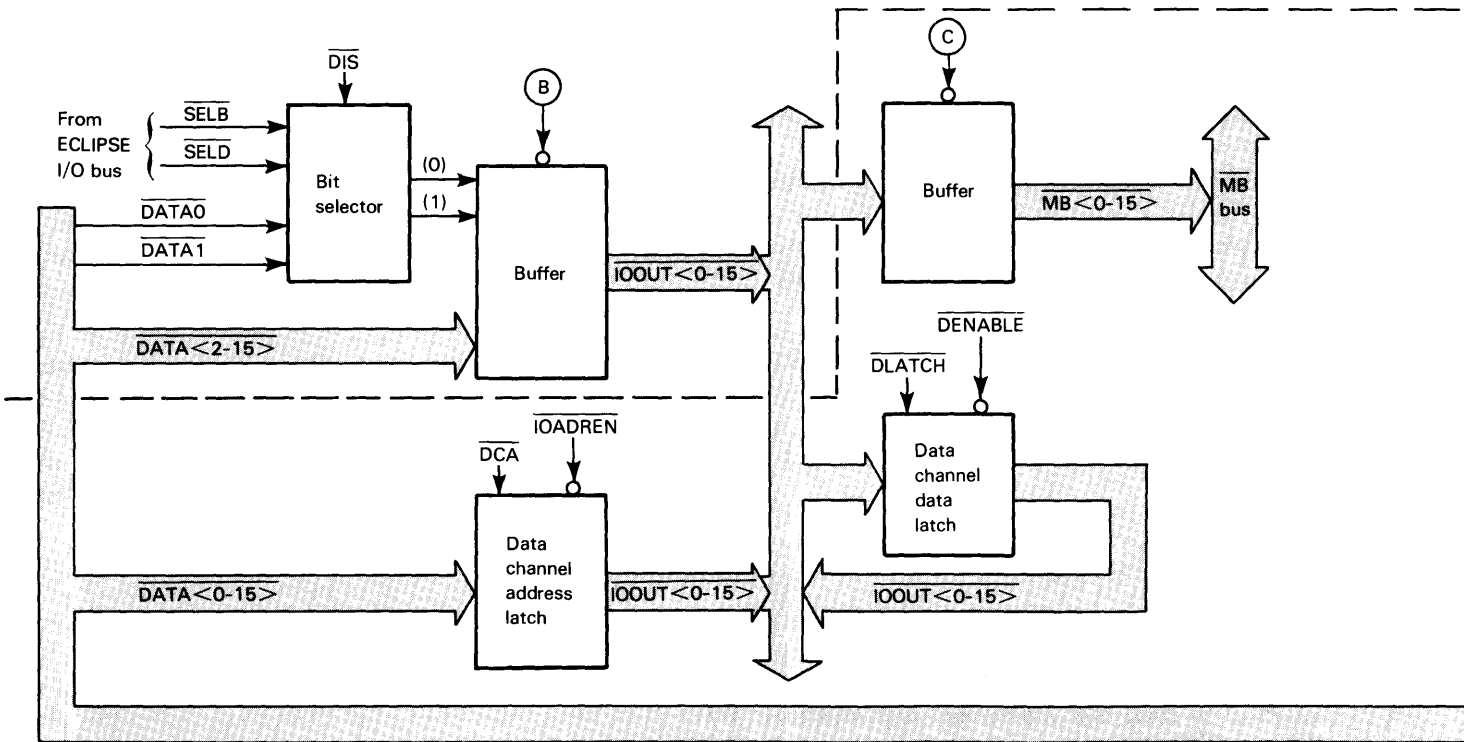 C
DIS
B
From
ECLIPSE
I/O bus
SELB
SELD
Bit
selector
(0)
(1)
Buffer
MB<0-15>
MB
bus
DATA0
DATA1
Buffer
IOOUT<0-15>
DATA<2-15>
DENABLE
DLATCH
IOADREN
DCA
Data
channel
data
latch
Data
channel
address
latch
DATA<0-15>
IOOUT<0-15>
IOOUT<0-15>